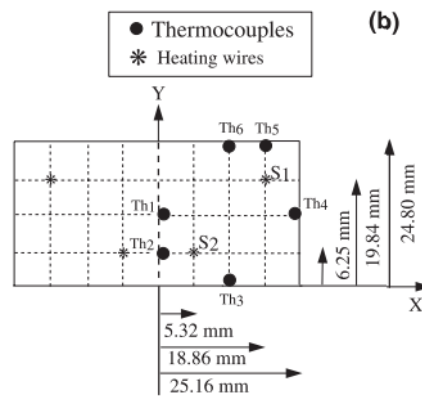 (b)
Thermocouples
Heating wires
Y
Th6 Th5
S1
Th1
Th4
Th2
S2
Th3
6.25 mm
19.84 mm
24.80 mm
X
5.32 mm
18.86 mm
25.16 mm